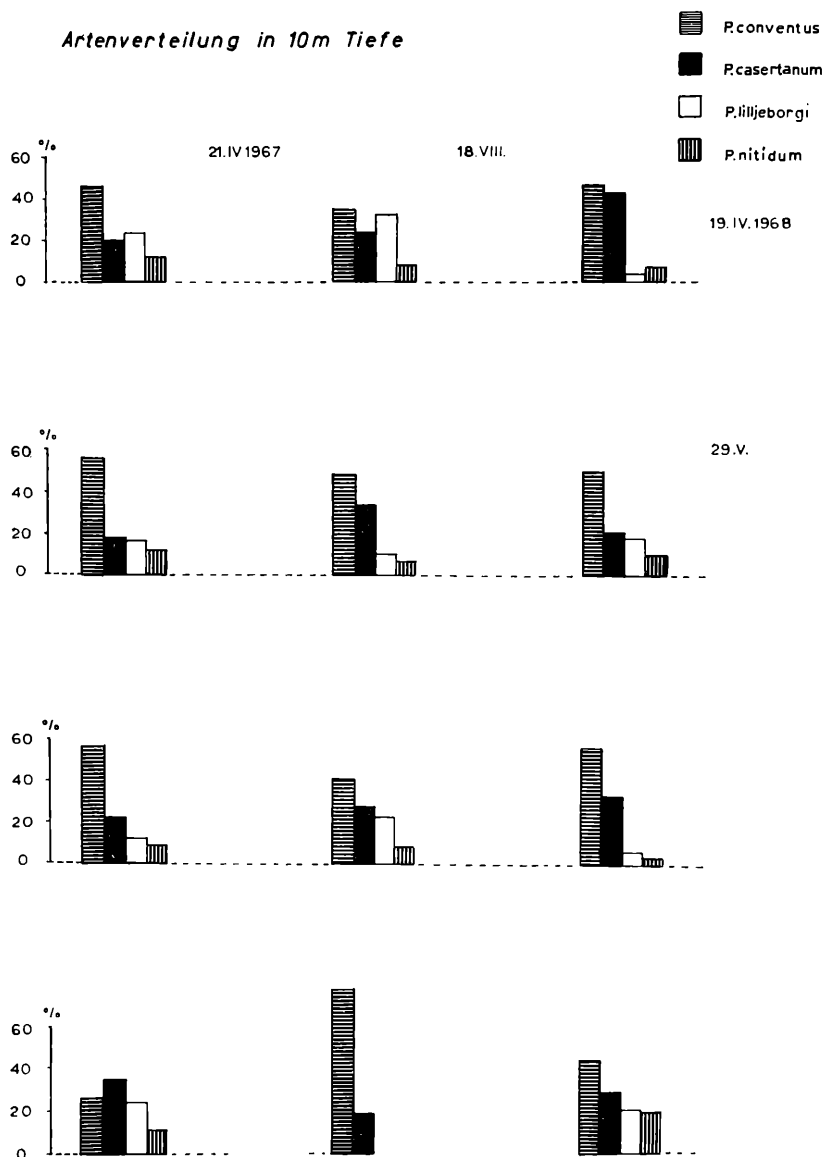 Artenverteilung in 10m Tiefe
P.conventus
P.casertanum
P.lilljeborgi
P.nitidum
%
21.IV 1967
18.VIII.
19.IV.1968
60
40
20
0
%
29.V.
60
40
20
0
%
60
40
20
0
%
60
40
20
0